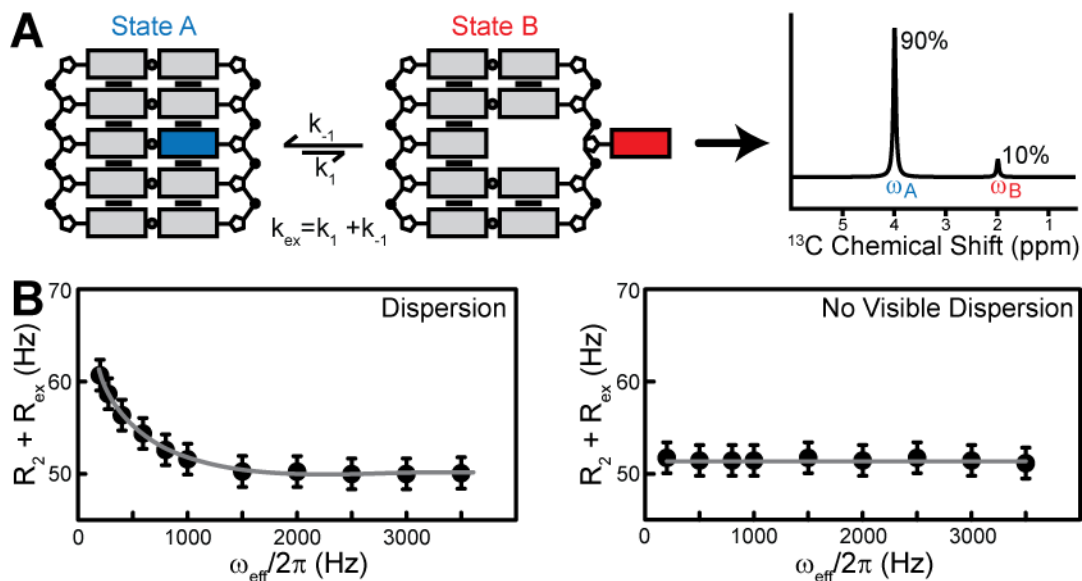 A
State A
State B
k₋₁
k₁
kₑₓ=k₁ +k₋₁
90%
10%
ωA
ωB
5 4 3 2 1
¹³C Chemical Shift (ppm)
B
Dispersion
R₂ + Rₑₓ (Hz)
70
60
50
0 1000 2000 3000
ωeff/2π (Hz)
No Visible Dispersion
R₂ + Rₑₓ (Hz)
70
60
50
0 1000 2000 3000
ωeff/2π (Hz)